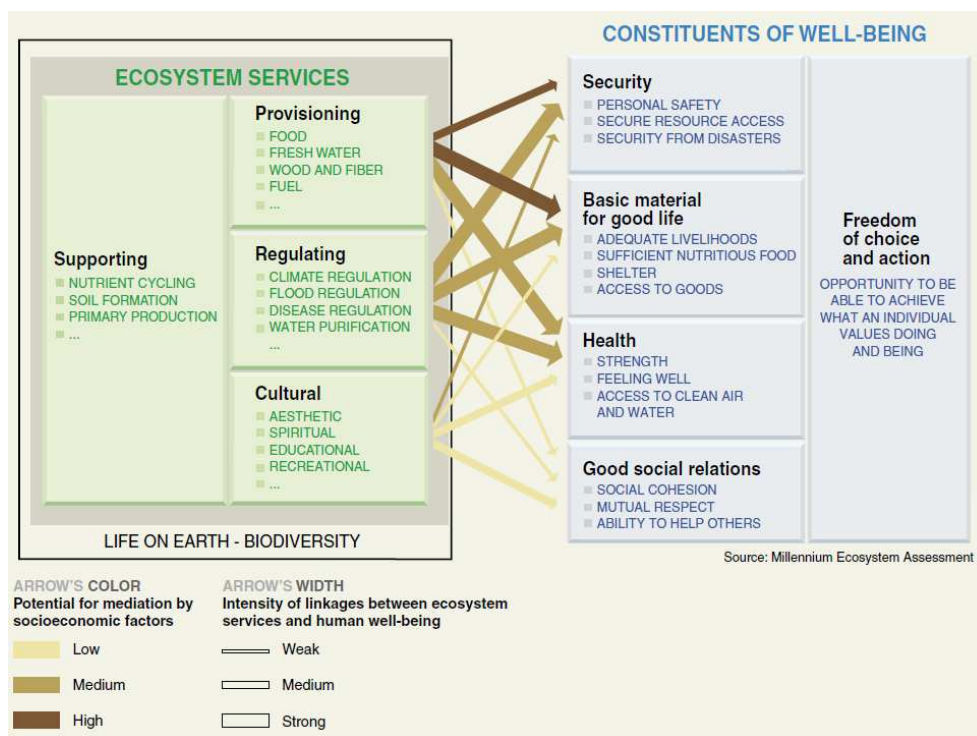 CONSTITUENTS OF WELL-BEING
ECOSYSTEM SERVICES
Supporting
NUTRIENT CYCLING
SOIL FORMATION
PRIMARY PRODUCTION
...
Provisioning
FOOD
FRESH WATER
WOOD AND FIBER
FUEL
...
Regulating
CLIMATE REGULATION
FLOOD REGULATION
DISEASE REGULATION
WATER PURIFICATION
...
Cultural
AESTHETIC
SPIRITUAL
EDUCATIONAL
RECREATIONAL
...
LIFE ON EARTH - BIODIVERSITY
Security
PERSONAL SAFETY
SECURE RESOURCE ACCESS
SECURITY FROM DISASTERS
Basic material
for good life
ADEQUATE LIVELIHOODS
SUFFICIENT NUTRITIOUS FOOD
SHELTER
ACCESS TO GOODS
Health
STRENGTH
FEELING WELL
ACCESS TO CLEAN AIR
AND WATER
Good social relations
SOCIAL COHESION
MUTUAL RESPECT
ABILITY TO HELP OTHERS
Freedom
of choice
and action
OPPORTUNITY TO BE
ABLE TO ACHIEVE
WHAT AN INDIVIDUAL
VALUES DOING
AND BEING
Source: Millennium Ecosystem Assessment
ARROW'S COLOR
Potential for mediation by
socioeconomic factors
Low
Medium
High
ARROW'S WIDTH
Intensity of linkages between ecosystem
services and human well-being
Weak
Medium
Strong